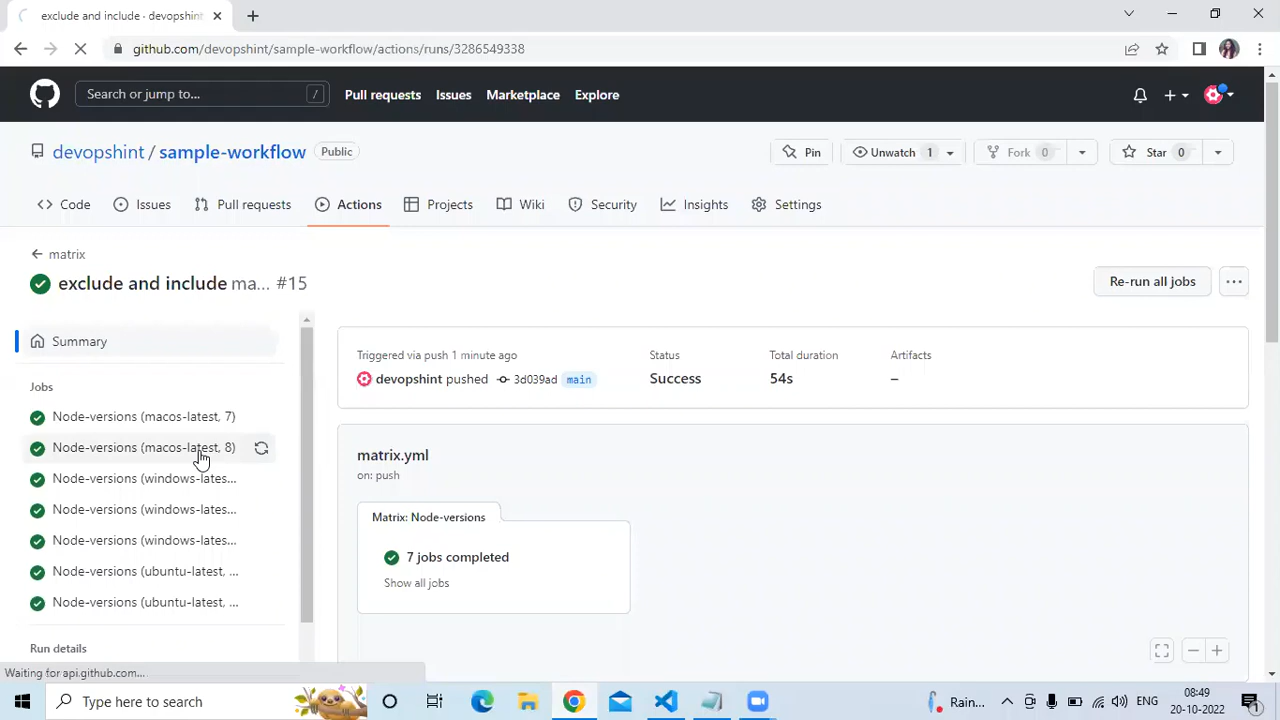 exclude and include · devopshint
github.com/devopshint/sample-workflow/actions/runs/3286549338
Search or jump to... /
Pull requests Issues Marketplace Explore
devopshint / sample-workflow Public
Pin Unwatch 1 Fork 0 Star 0
Code Issues Pull requests Actions Projects Wiki Security Insights Settings
matrix
exclude and include ma... #15
Re-run all jobs
Summary
Jobs
Node-versions (macos-latest, 7)
Node-versions (macos-latest, 8)
Node-versions (windows-lates...
Node-versions (windows-lates...
Node-versions (windows-lates...
Node-versions (ubuntu-latest, ...
Node-versions (ubuntu-latest, ...
Run details
Triggered via push 1 minute ago
devopshint pushed 3d039ad main
Status
Success
Total duration
54s
Artifacts
–
matrix.yml
on: push
Matrix: Node-versions
7 jobs completed
Show all jobs
Waiting for api.github.com...
Type here to search
Rain...
ENG
08:49
20-10-2022
1